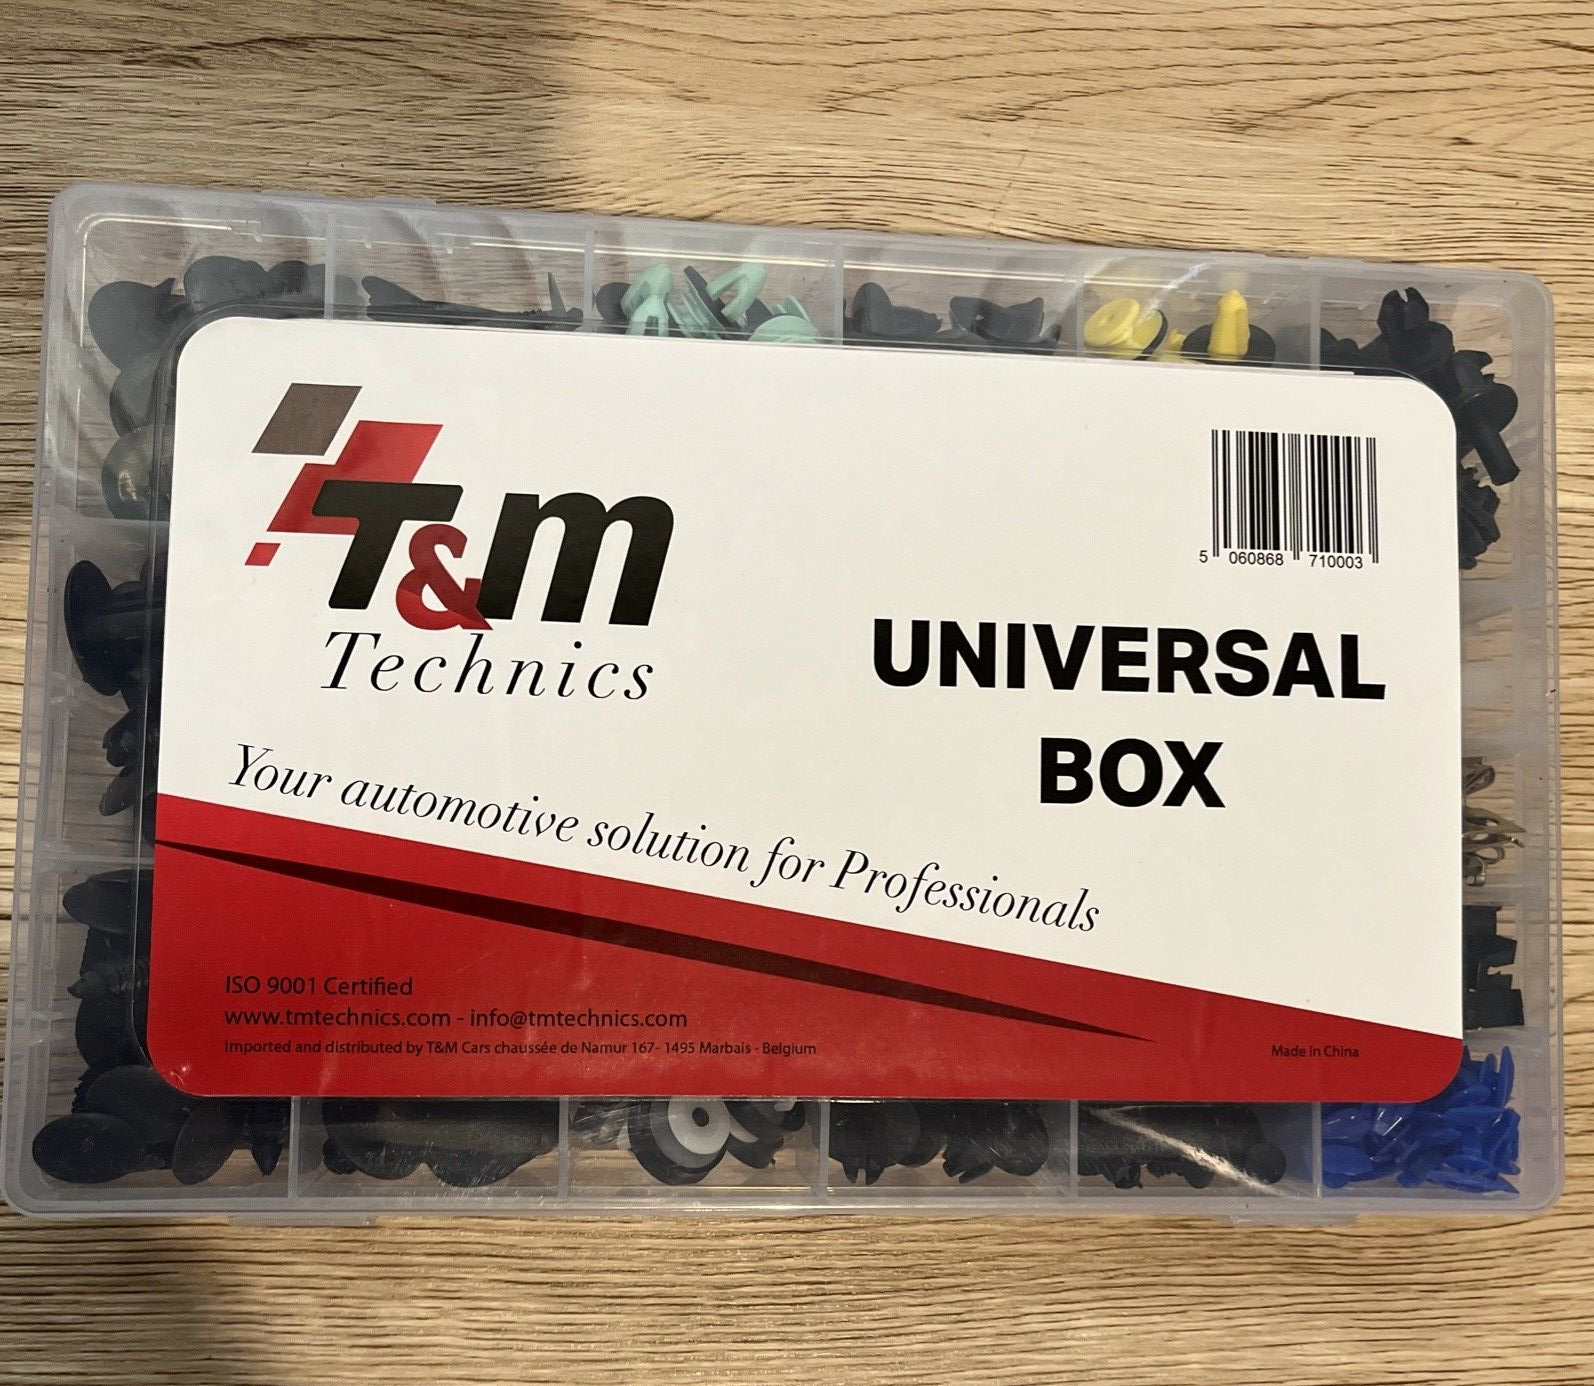 T&m
Technics
5 060868 710003
UNIVERSAL
BOX
Your automotive solution for Professionals
ISO 9001 Certified
www.tmtechnics.com - info@tmtechnics.com
Imported and distributed by T&M Cars chaussée de Namur 167- 1495 Marbais - Belgium
Made In China